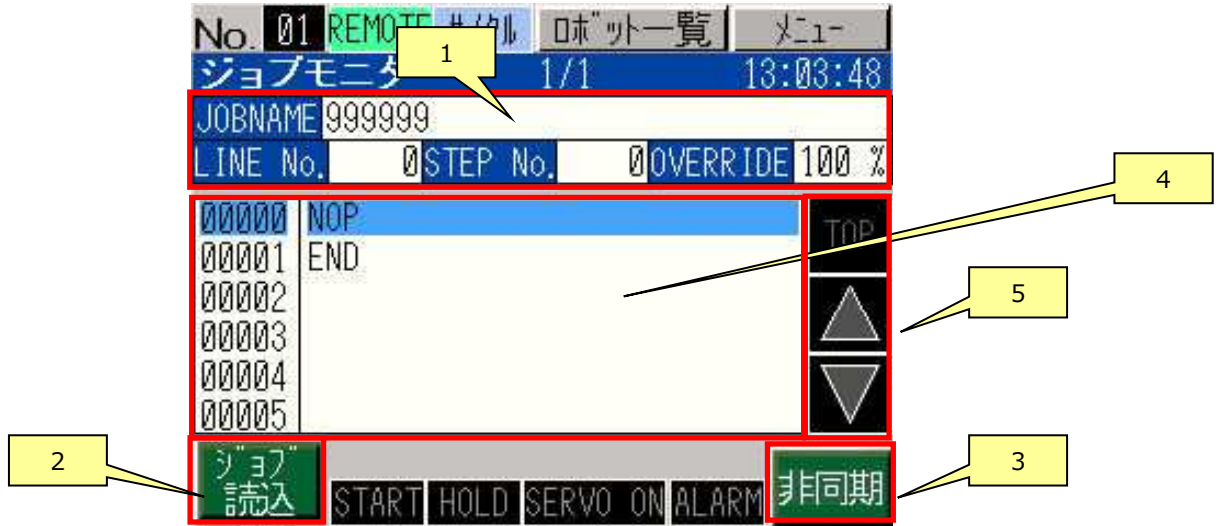 No. 01 REMOTE サイクル ロボット一覧 メニュー
1
ジョブモニタ 1/1 13:03:48
JOBNAME 999999
LINE No. 0 STEP No. 0 OVERRIDE 100 %
4
00000 NOP TOP
00001 END
5
00002
00003
00004
00005
2
ジョブ
読込
START HOLD SERVO ON ALARM
非同期
3